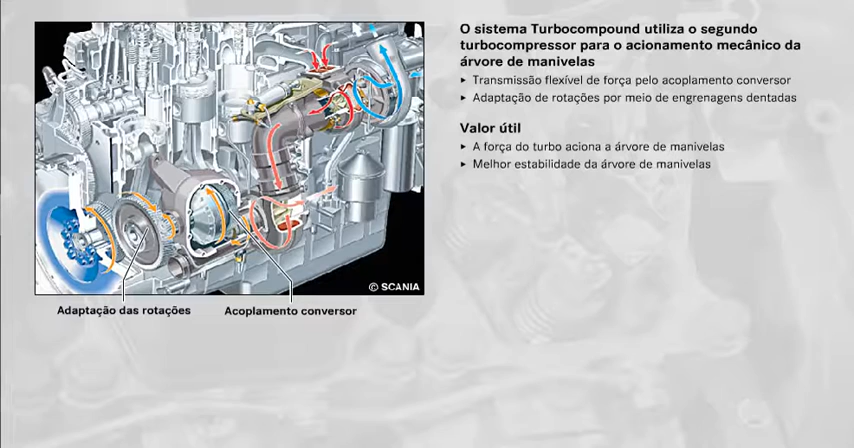 O sistema Turbocompound utiliza o segundo
turbocompressor para o acionamento mecânico da
árvore de manivelas
▸ Transmissão flexível de força pelo acoplamento conversor
▸ Adaptação de rotações por meio de engrenagens dentadas
Valor útil
▸ A força do turbo aciona a árvore de manivelas
▸ Melhor estabilidade da árvore de manivelas
© SCANIA
Adaptação das rotações
Acoplamento conversor